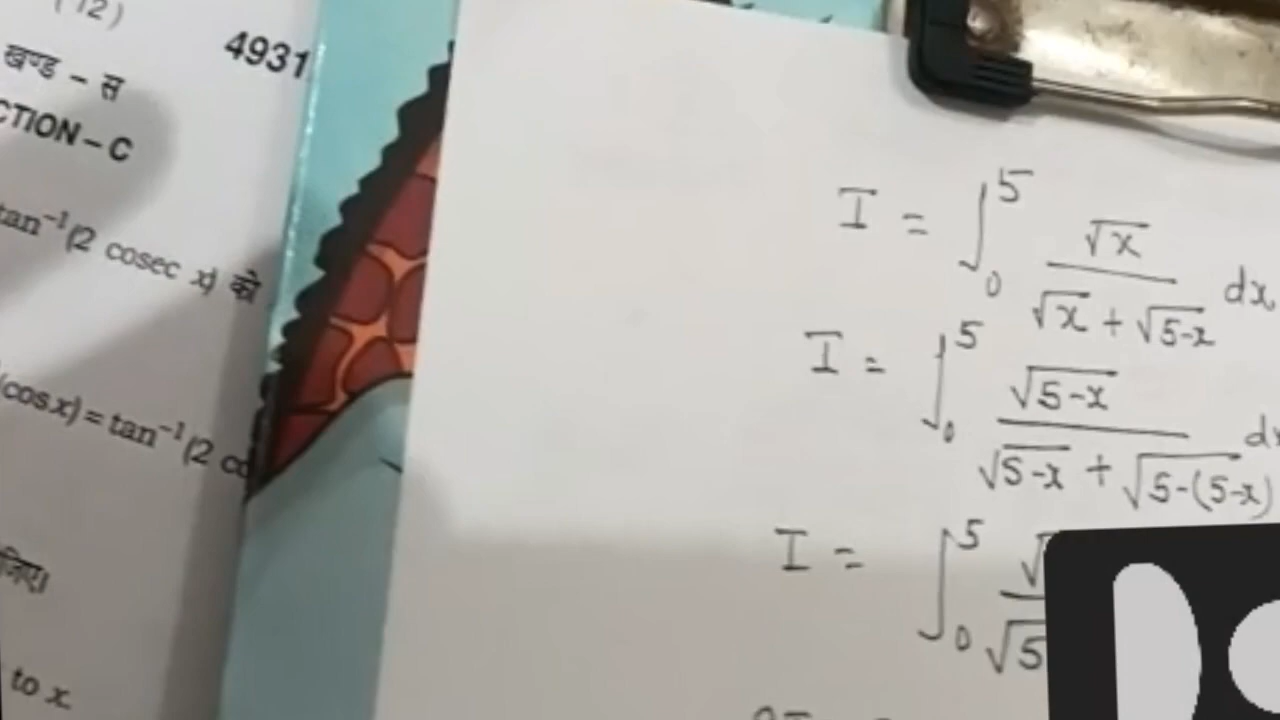 (12)
4931
खण्ड – स
CTION – C
tan⁻¹(2 cosec x) को
(cos x) = tan⁻¹(2 co
जिए।
to x.
I = ∫₀⁵ √x / (√x + √(5-x)) dx
I = ∫₀⁵ √(5-x) / (√(5-x) + √(5-(5-x)))
I = ∫₀⁵